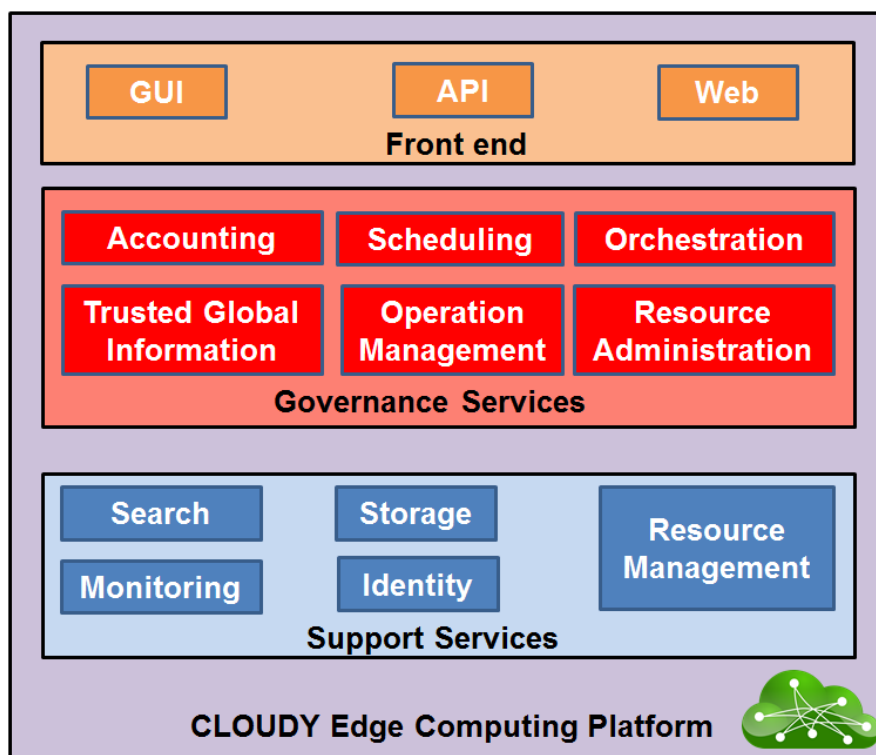 GUI
API
Web
Front end
Accounting
Scheduling
Orchestration
Trusted Global
Information
Operation
Management
Resource
Administration
Governance Services
Search
Storage
Resource
Management
Monitoring
Identity
Support Services
CLOUDY Edge Computing Platform